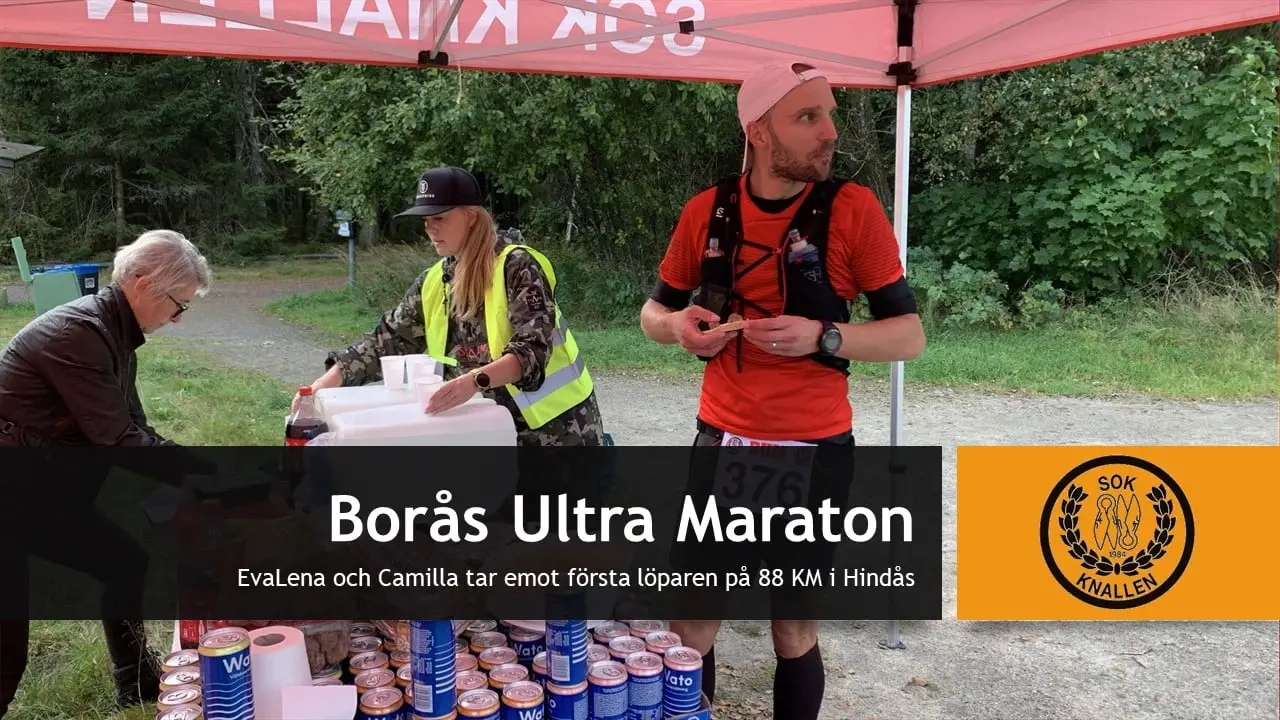 SOK KNALLEN
376
Borås Ultra Maraton
EvaLena och Camilla tar emot första löparen på 88 KM i Hindås
SOK
1984
KNALLEN
Wato